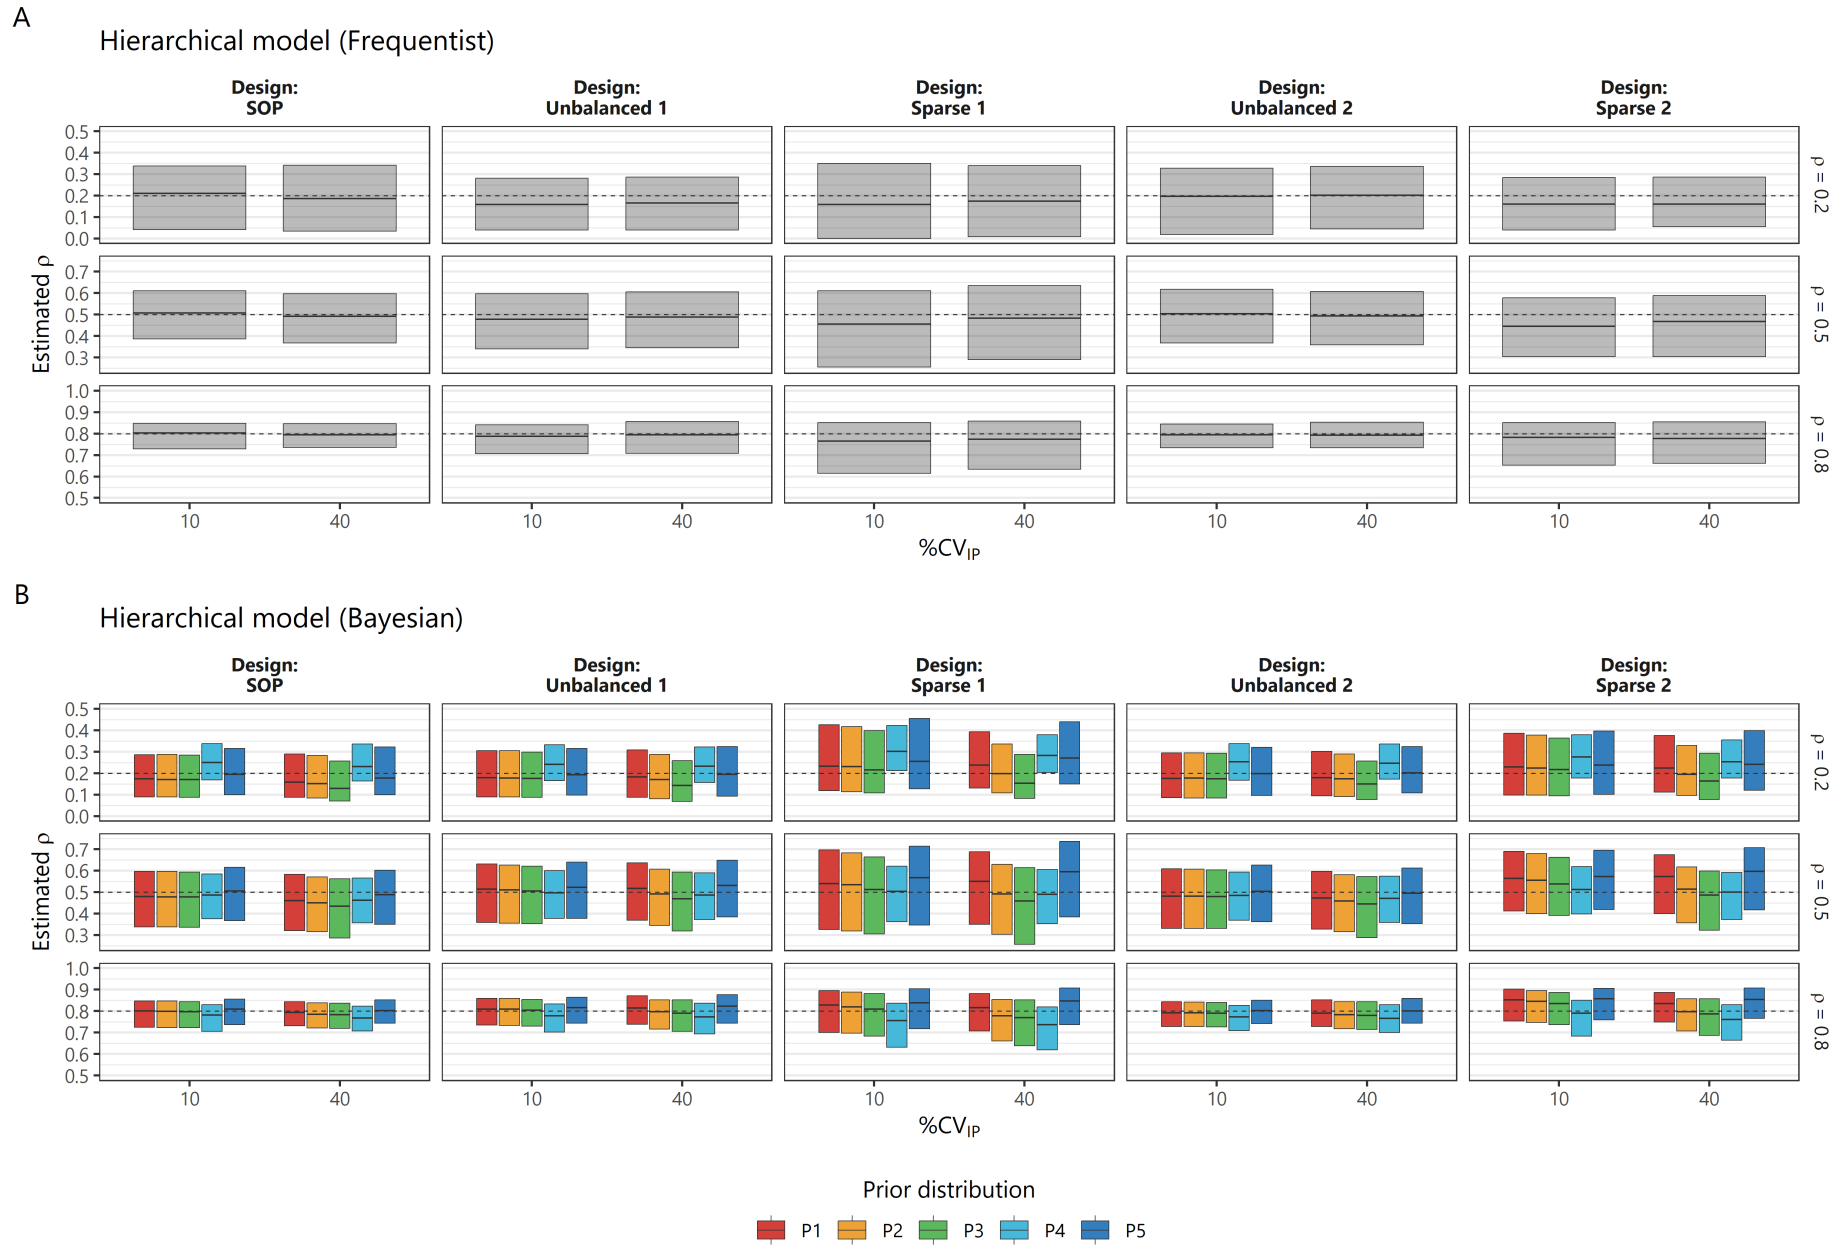 A
Hierarchical model (Frequentist)
Design: Design: Design: Design: Design:
SOP Unbalanced 1 Sparse 1 Unbalanced 2 Sparse 2
Estimated ρ
0.5
0.4
0.3
0.2
0.1
0.0
ρ = 0.2
0.7
0.6
0.5
0.4
0.3
ρ = 0.5
1.0
0.9
0.8
0.7
0.6
0.5
ρ = 0.8
10 40 10 40 10 40 10 40 10 40
%CVIP
B
Hierarchical model (Bayesian)
Design: Design: Design: Design: Design:
SOP Unbalanced 1 Sparse 1 Unbalanced 2 Sparse 2
Estimated ρ
0.5
0.4
0.3
0.2
0.1
0.0
ρ = 0.2
0.7
0.6
0.5
0.4
0.3
ρ = 0.5
1.0
0.9
0.8
0.7
0.6
0.5
ρ = 0.8
10 40 10 40 10 40 10 40 10 40
%CVIP
Prior distribution
P1 P2 P3 P4 P5